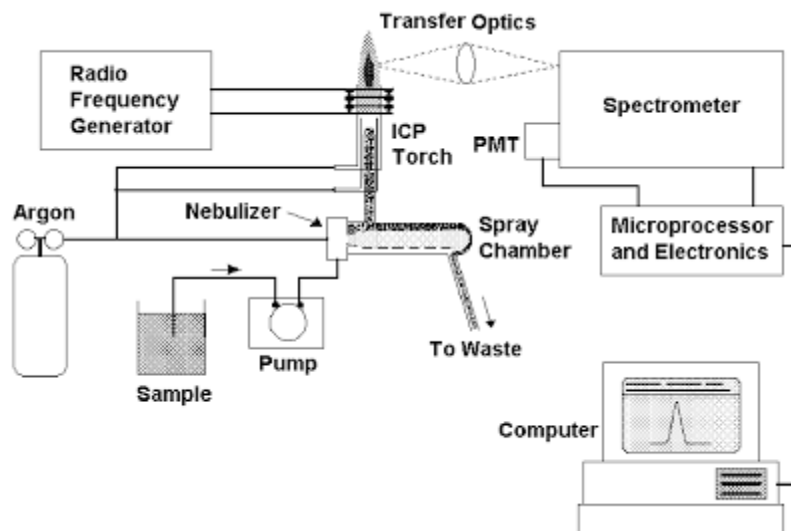 Transfer Optics
Radio
Frequency
Generator
Spectrometer
ICP
Torch
PMT
Argon
Nebulizer
Spray
Chamber
Microprocessor
and Electronics
Sample
Pump
To Waste
Computer